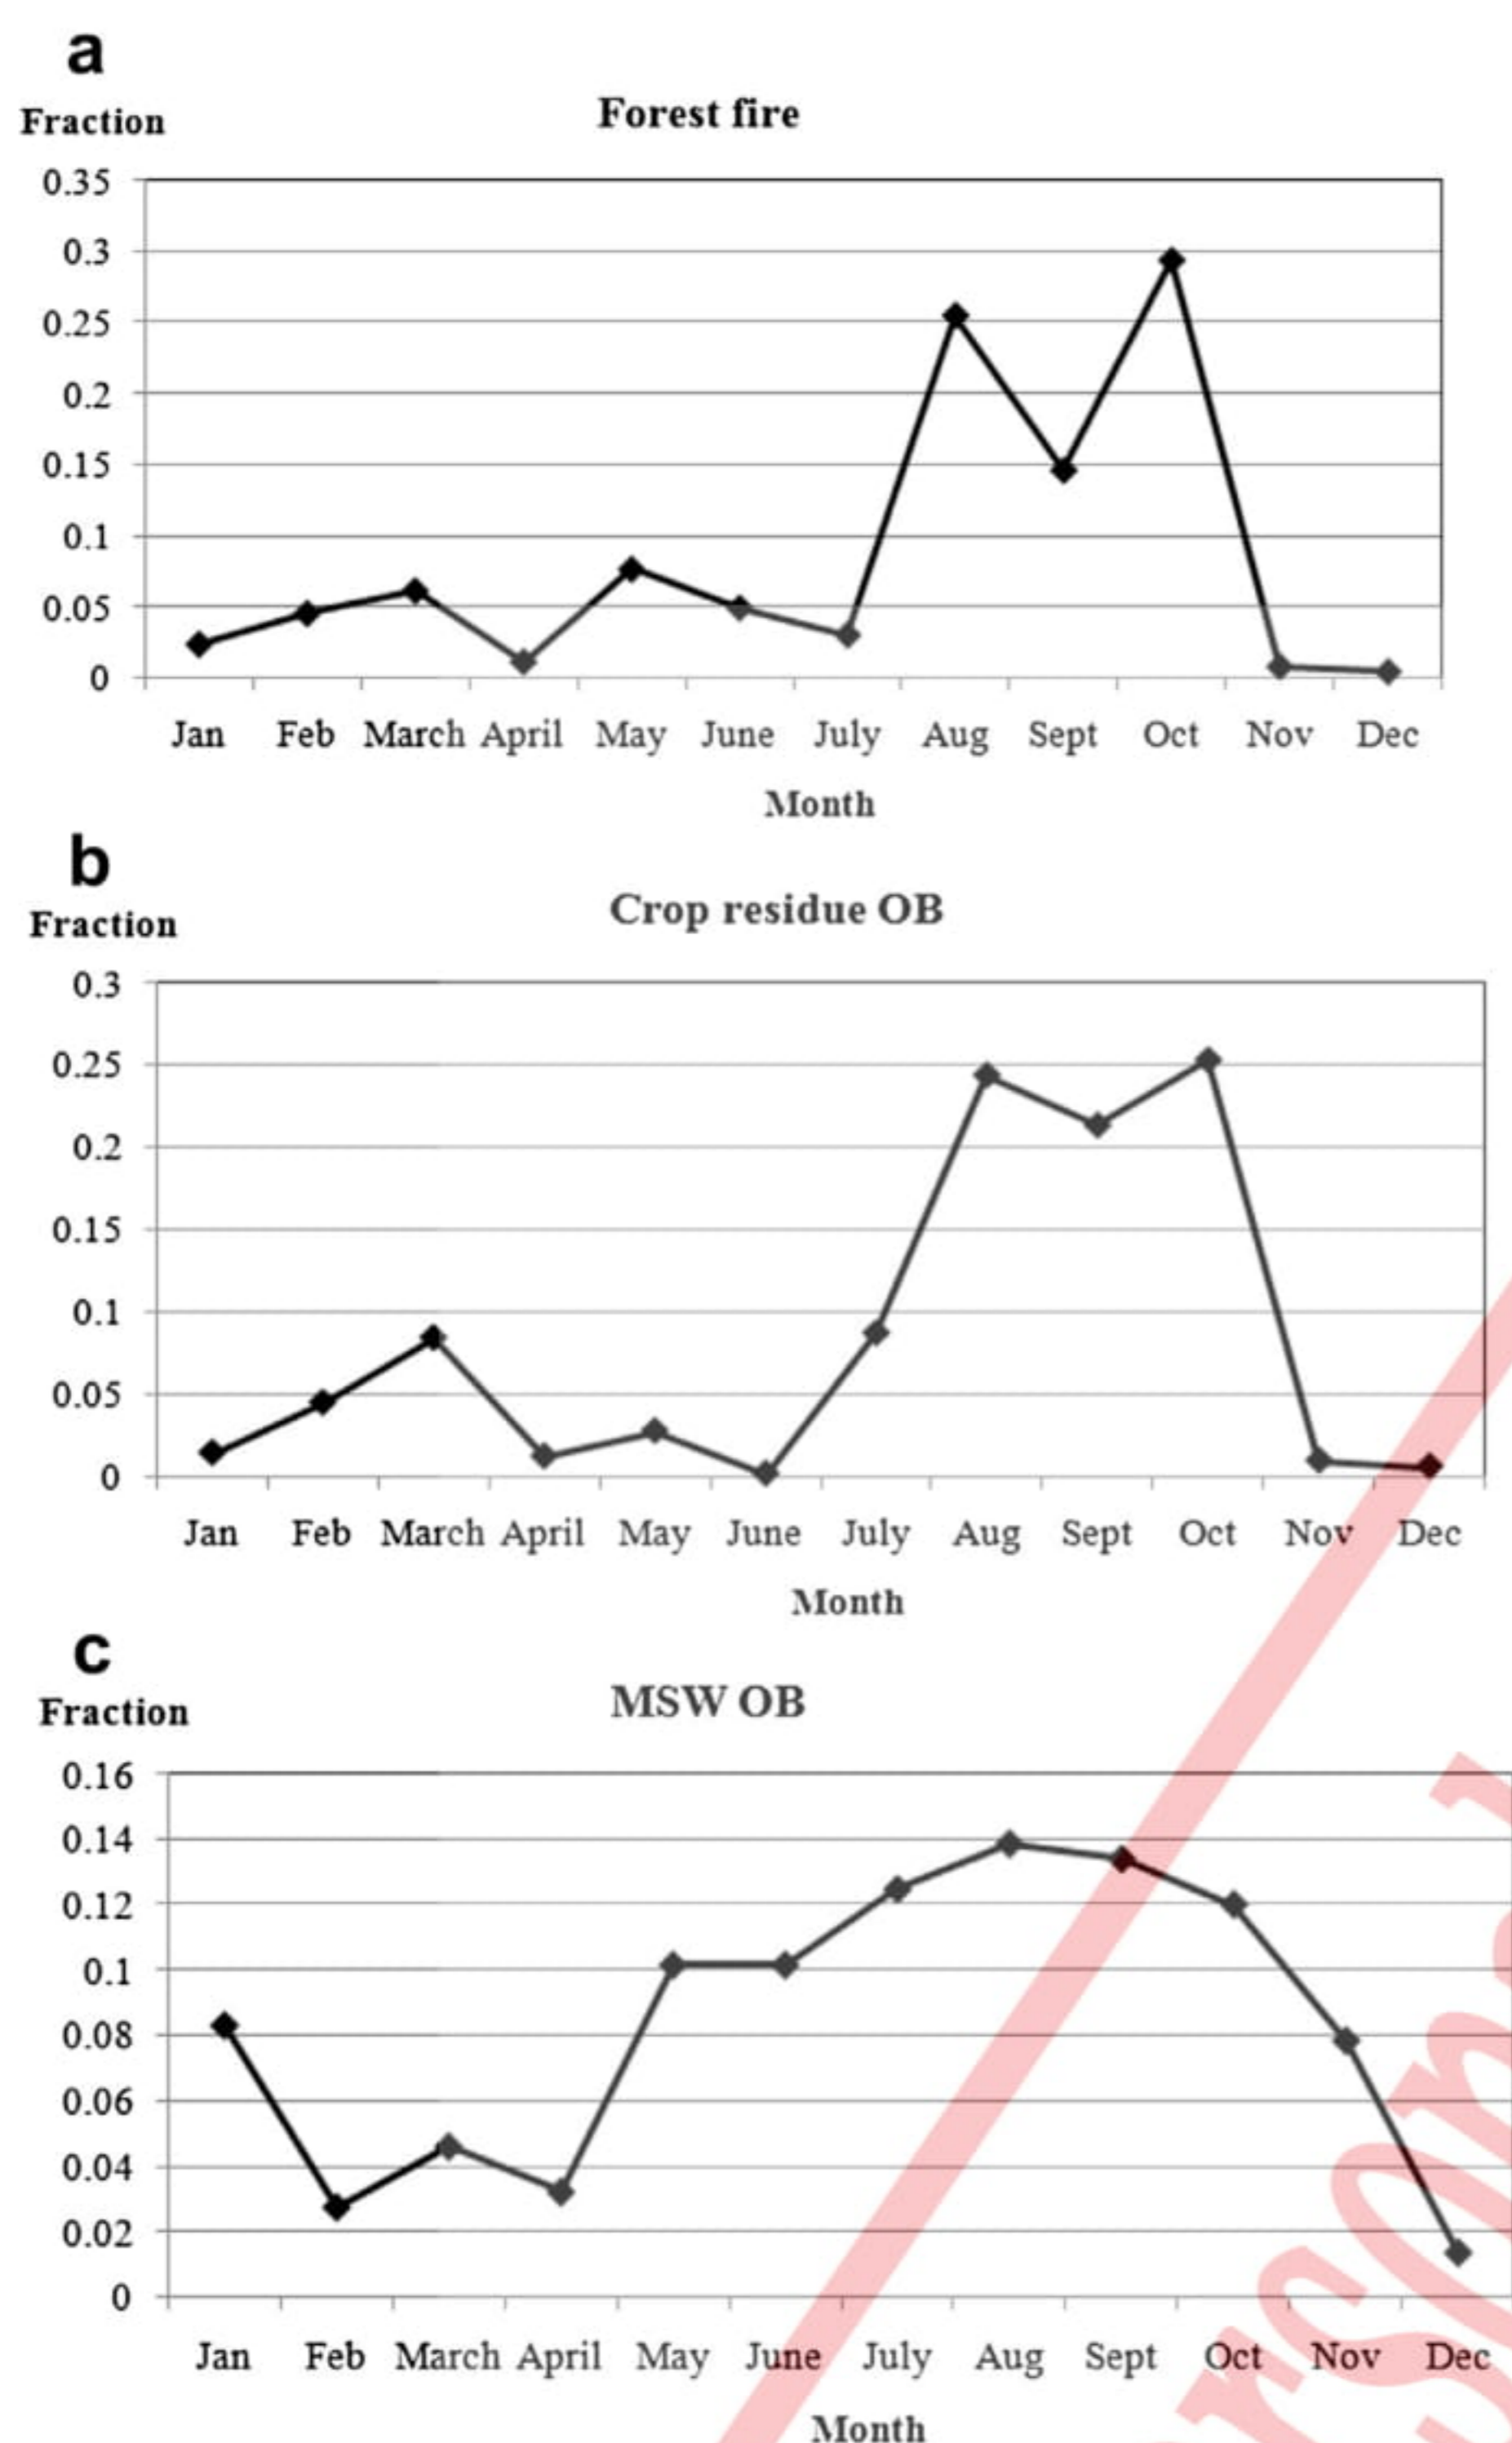 a
Fraction
Forest fire
0.35
0.3
0.25
0.2
0.15
0.1
0.05
0
Jan Feb March April May June July Aug Sept Oct Nov Dec
Month
b
Fraction
Crop residue OB
0.3
0.25
0.2
0.15
0.1
0.05
0
Jan Feb March April May June July Aug Sept Oct Nov Dec
Month
c
Fraction
MSW OB
0.16
0.14
0.12
0.1
0.08
0.06
0.04
0.02
0
Jan Feb March April May June July Aug Sept Oct Nov Dec
Month